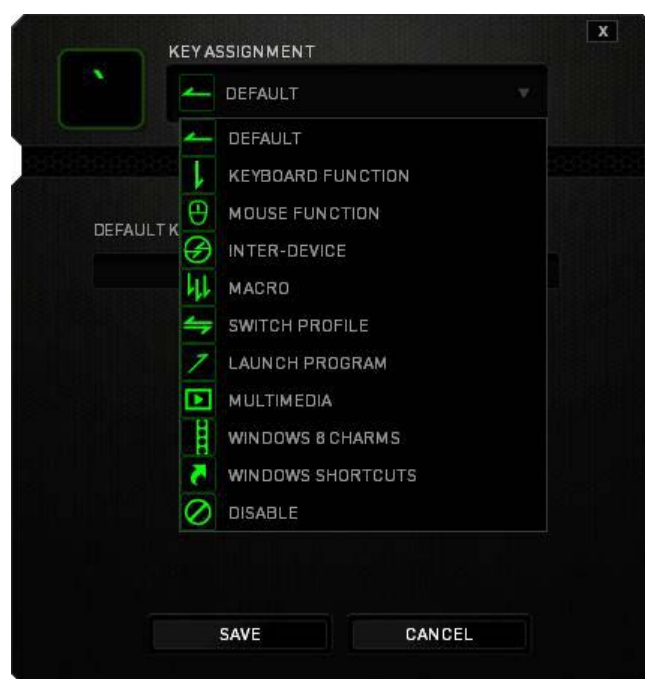 X
KEY ASSIGNMENT
`
DEFAULT
DEFAULT
KEYBOARD FUNCTION
MOUSE FUNCTION
DEFAULT K
INTER-DEVICE
MACRO
SWITCH PROFILE
LAUNCH PROGRAM
MULTIMEDIA
WINDOWS 8 CHARMS
WINDOWS SHORTCUTS
DISABLE
SAVE
CANCEL